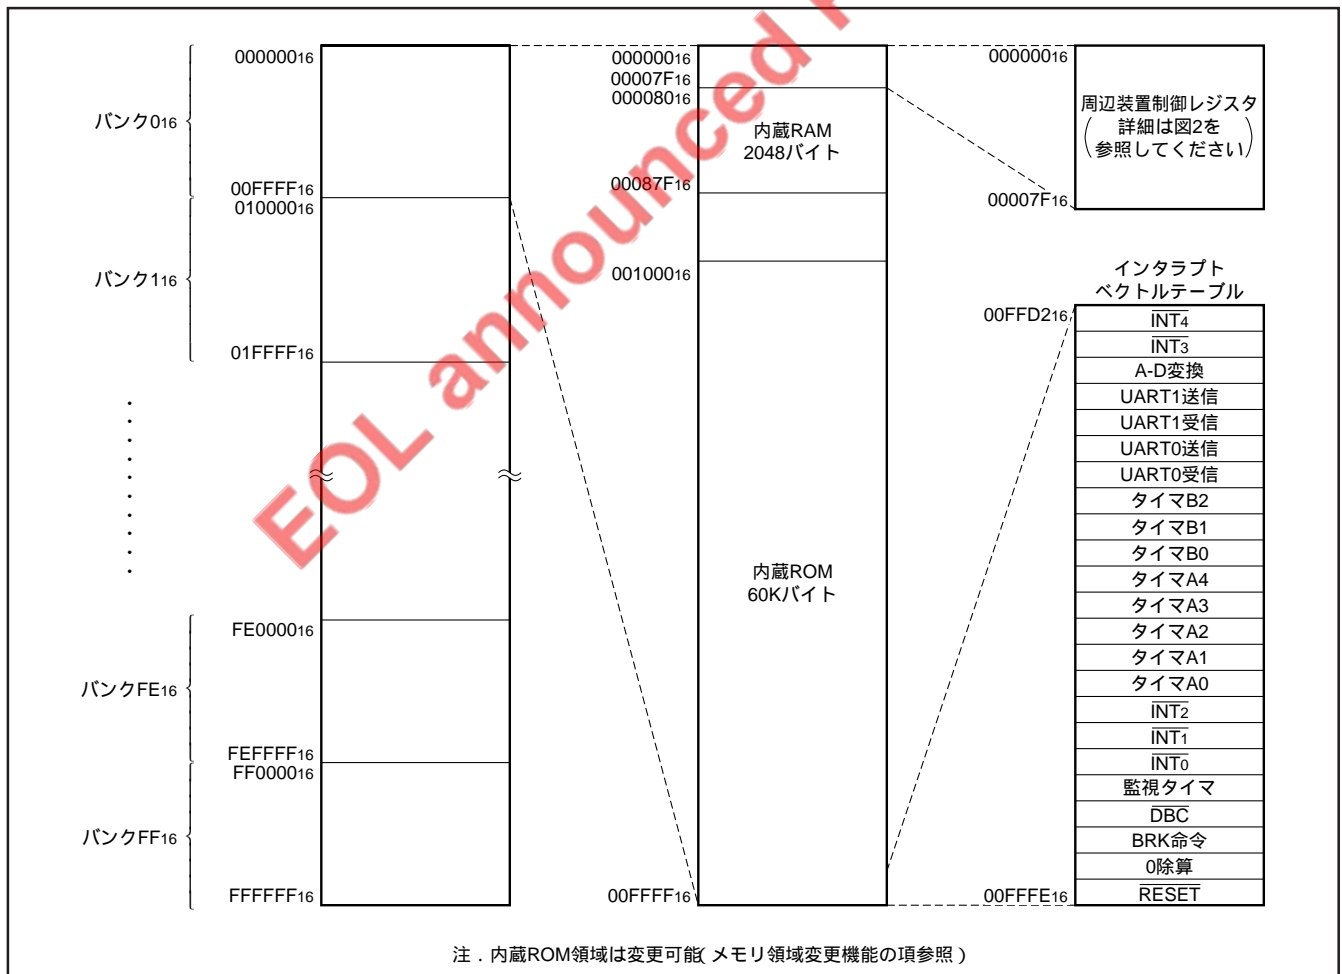 000000₁₆
バンク0₁₆
00FFFF₁₆
010000₁₆
バンク1₁₆
01FFFF₁₆
FE0000₁₆
バンクFE₁₆
FEFFFF₁₆
FF0000₁₆
バンクFF₁₆
FFFFFF₁₆
000000₁₆
00007F₁₆
000080₁₆
内蔵RAM
2048バイト
00087F₁₆
001000₁₆
内蔵ROM
60Kバイト
00FFFF₁₆
000000₁₆
周辺装置制御レジスタ
(詳細は図2を
参照してください)
00007F₁₆
インタラプト
ベクトルテーブル
00FFD2₁₆
INT4
INT3
A-D変換
UART1送信
UART1受信
UART0送信
UART0受信
タイマB2
タイマB1
タイマB0
タイマA4
タイマA3
タイマA2
タイマA1
タイマA0
INT2
INT1
INT0
監視タイマ
DBC
BRK命令
0除算
00FFFE₁₆
RESET
注．内蔵ROM領域は変更可能(メモリ領域変更機能の項参照)
EOL announced